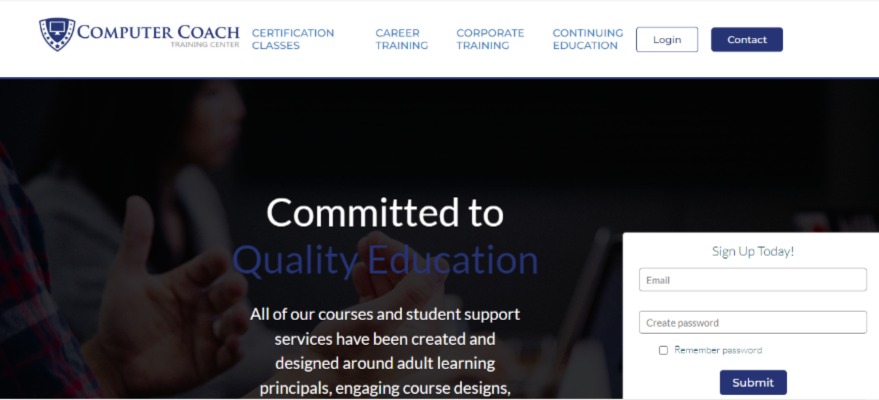 COMPUTER COACH
TRAINING CENTER
CERTIFICATION
CLASSES
CAREER
TRAINING
CORPORATE
TRAINING
CONTINUING
EDUCATION
Login
Contact
Committed to
Quality Education
All of our courses and student support
services have been created and
designed around adult learning
principals, engaging course designs,
Sign Up Today!
Email
Create password
Remember password
Submit